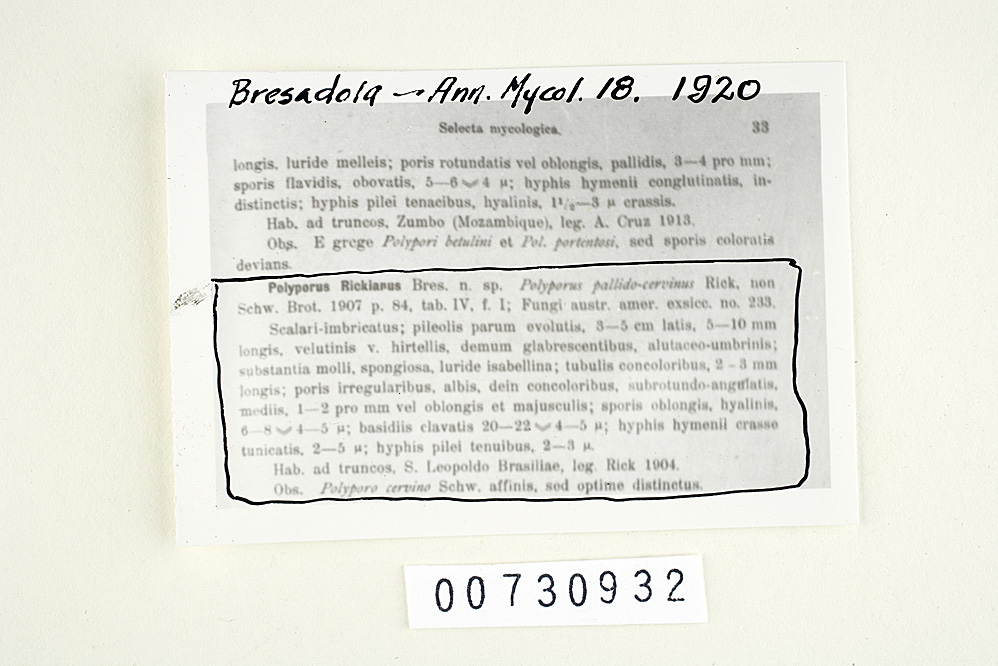 Bresadola — Ann. Mycol. 18. 1920
Selecta mycologica. 33
longis, luride melleis; poris rotundatis vel oblongis, pallidis, 3—4 pro mm;
sporis flavidis, obovatis, 5—6 ⌣ 4 μ; hyphis hymenii conglutinatis, in-
distinctis; hyphis pilei tenacibus, hyalinis, 1¹/₂—3 μ crassis.
Hab. ad truncos, Zumbo (Mozambique), leg. A. Cruz 1913.
Obs. E grege Polypori betulini et Pol. portentosi, sed sporis coloratis
devians.
Polyporus Rickianus Bres. n. sp. Polyporus pallido-cervinus Rick, non
Schw. Brot. 1907 p. 84, tab. IV, f. I; Fungi austr. amer. exsicc. no. 233.
Scalari-imbricatus; pileolis parum evolutis, 3—5 cm latis, 5—10 mm
longis, velutinis v. hirtellis, demum glabrescentibus, alutaceo-umbrinis;
substantia molli, spongiosa, luride isabellina; tubulis concoloribus, 2—3 mm
longis; poris irregularibus, albis, dein concoloribus, subrotundo-angulatis,
mediis, 1—2 pro mm vel oblongis et majusculis; sporis oblongis, hyalinis,
6—8 ⌣ 4—5 μ; basidiis clavatis 20—22 ⌣ 4—5 μ; hyphis hymenii crasse
tunicatis, 2—5 μ; hyphis pilei tenuibus, 2—3 μ.
Hab. ad truncos, S. Leopoldo Brasiliae, leg. Rick 1904.
Obs. Polyporo cervino Schw. affinis, sed optime distinctus.
00730932